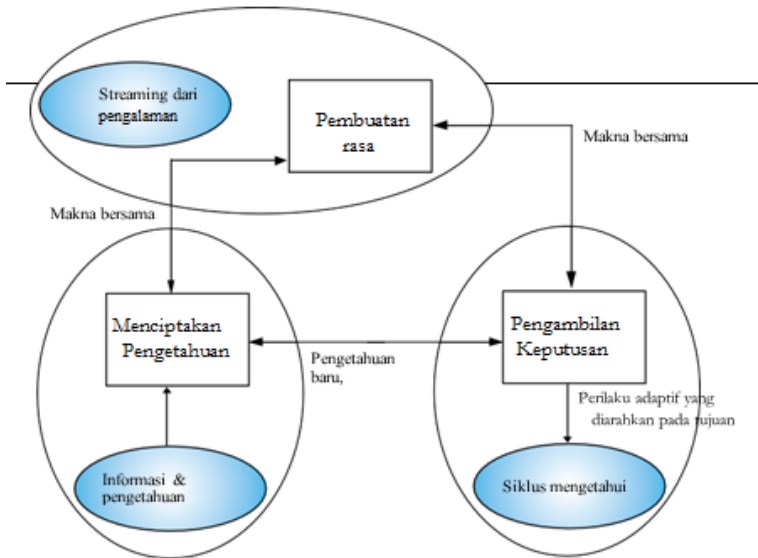 Streaming dari
pengalaman
Pembuatan
rasa
Makna bersama
Makna bersama
Menciptakan
Pengetahuan
Pengetahuan
baru,
Pengambilan
Keputusan
Perilaku adaptif yang
diarahkan pada tujuan
Informasi &
pengetahuan
Siklus mengetahui